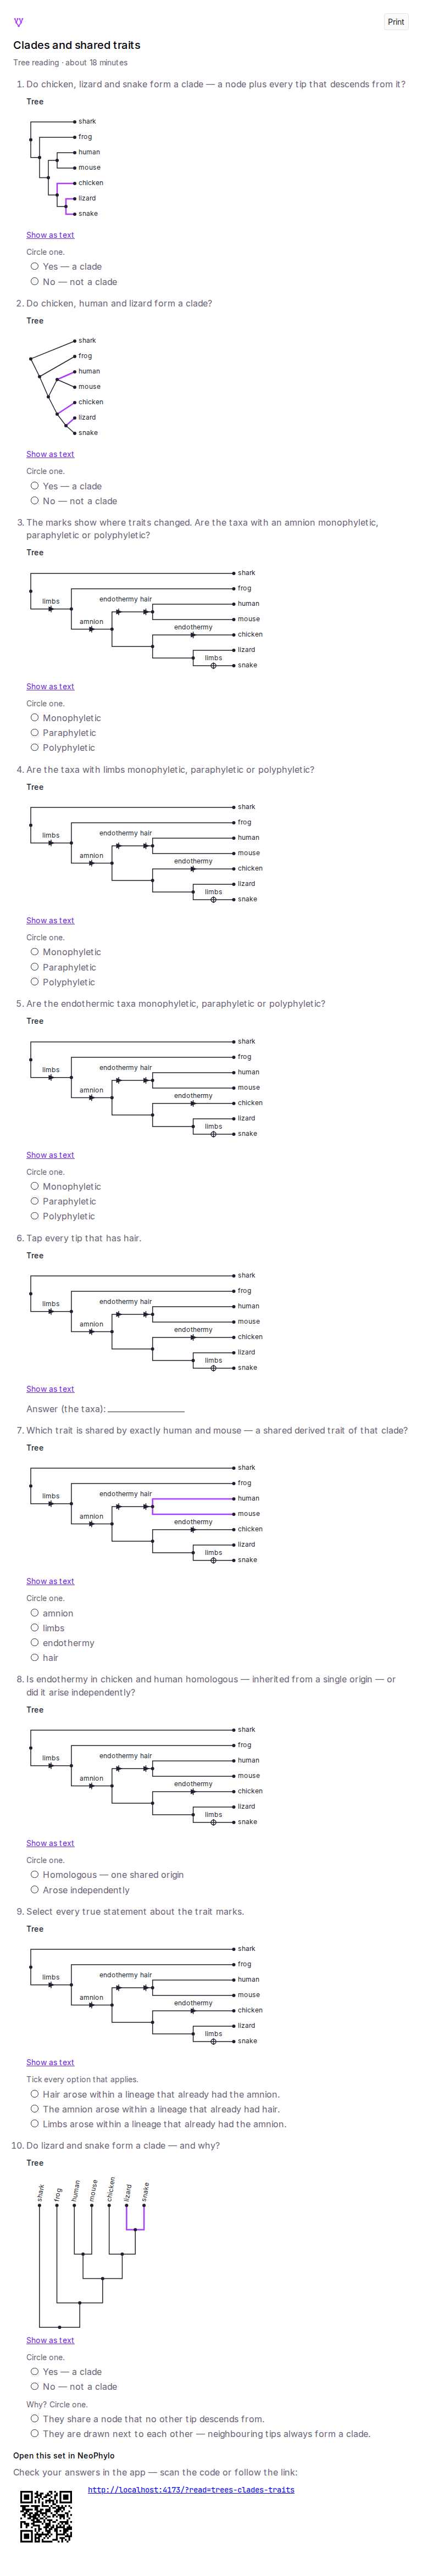 Print
Clades and shared traits
Tree reading · about 18 minutes
1. Do chicken, lizard and snake form a clade — a node plus every tip that descends from it?
Tree
shark
frog
human
mouse
chicken
lizard
snake
Show as text
Circle one.
Yes — a clade
No — not a clade
2. Do chicken, human and lizard form a clade?
Tree
shark
frog
human
mouse
chicken
lizard
snake
Show as text
Circle one.
Yes — a clade
No — not a clade
3. The marks show where traits changed. Are the taxa with an amnion monophyletic,
paraphyletic or polyphyletic?
Tree
shark
frog
limbs
endothermy hair
human
mouse
amnion
endothermy
chicken
lizard
limbs
snake
Show as text
Circle one.
Monophyletic
Paraphyletic
Polyphyletic
4. Are the taxa with limbs monophyletic, paraphyletic or polyphyletic?
Tree
shark
frog
limbs
endothermy hair
human
mouse
amnion
endothermy
chicken
lizard
limbs
snake
Show as text
Circle one.
Monophyletic
Paraphyletic
Polyphyletic
5. Are the endothermic taxa monophyletic, paraphyletic or polyphyletic?
Tree
shark
frog
limbs
endothermy hair
human
mouse
amnion
endothermy
chicken
lizard
limbs
snake
Show as text
Circle one.
Monophyletic
Paraphyletic
Polyphyletic
6. Tap every tip that has hair.
Tree
shark
frog
limbs
endothermy hair
human
mouse
amnion
endothermy
chicken
lizard
limbs
snake
Show as text
Answer (the taxa):
7. Which trait is shared by exactly human and mouse — a shared derived trait of that clade?
Tree
shark
frog
limbs
endothermy hair
human
mouse
amnion
endothermy
chicken
lizard
limbs
snake
Show as text
Circle one.
amnion
limbs
endothermy
hair
8. Is endothermy in chicken and human homologous — inherited from a single origin — or
did it arise independently?
Tree
shark
frog
limbs
endothermy hair
human
mouse
amnion
endothermy
chicken
lizard
limbs
snake
Show as text
Circle one.
Homologous — one shared origin
Arose independently
9. Select every true statement about the trait marks.
Tree
shark
frog
limbs
endothermy hair
human
mouse
amnion
endothermy
chicken
lizard
limbs
snake
Show as text
Tick every option that applies.
Hair arose within a lineage that already had the amnion.
The amnion arose within a lineage that already had hair.
Limbs arose within a lineage that already had the amnion.
10. Do lizard and snake form a clade — and why?
Tree
shark
frog
human
mouse
chicken
lizard
snake
Show as text
Circle one.
Yes — a clade
No — not a clade
Why? Circle one.
They share a node that no other tip descends from.
They are drawn next to each other — neighbouring tips always form a clade.
Open this set in NeoPhylo
Check your answers in the app — scan the code or follow the link:
http://localhost:4173/?read=trees-clades-traits